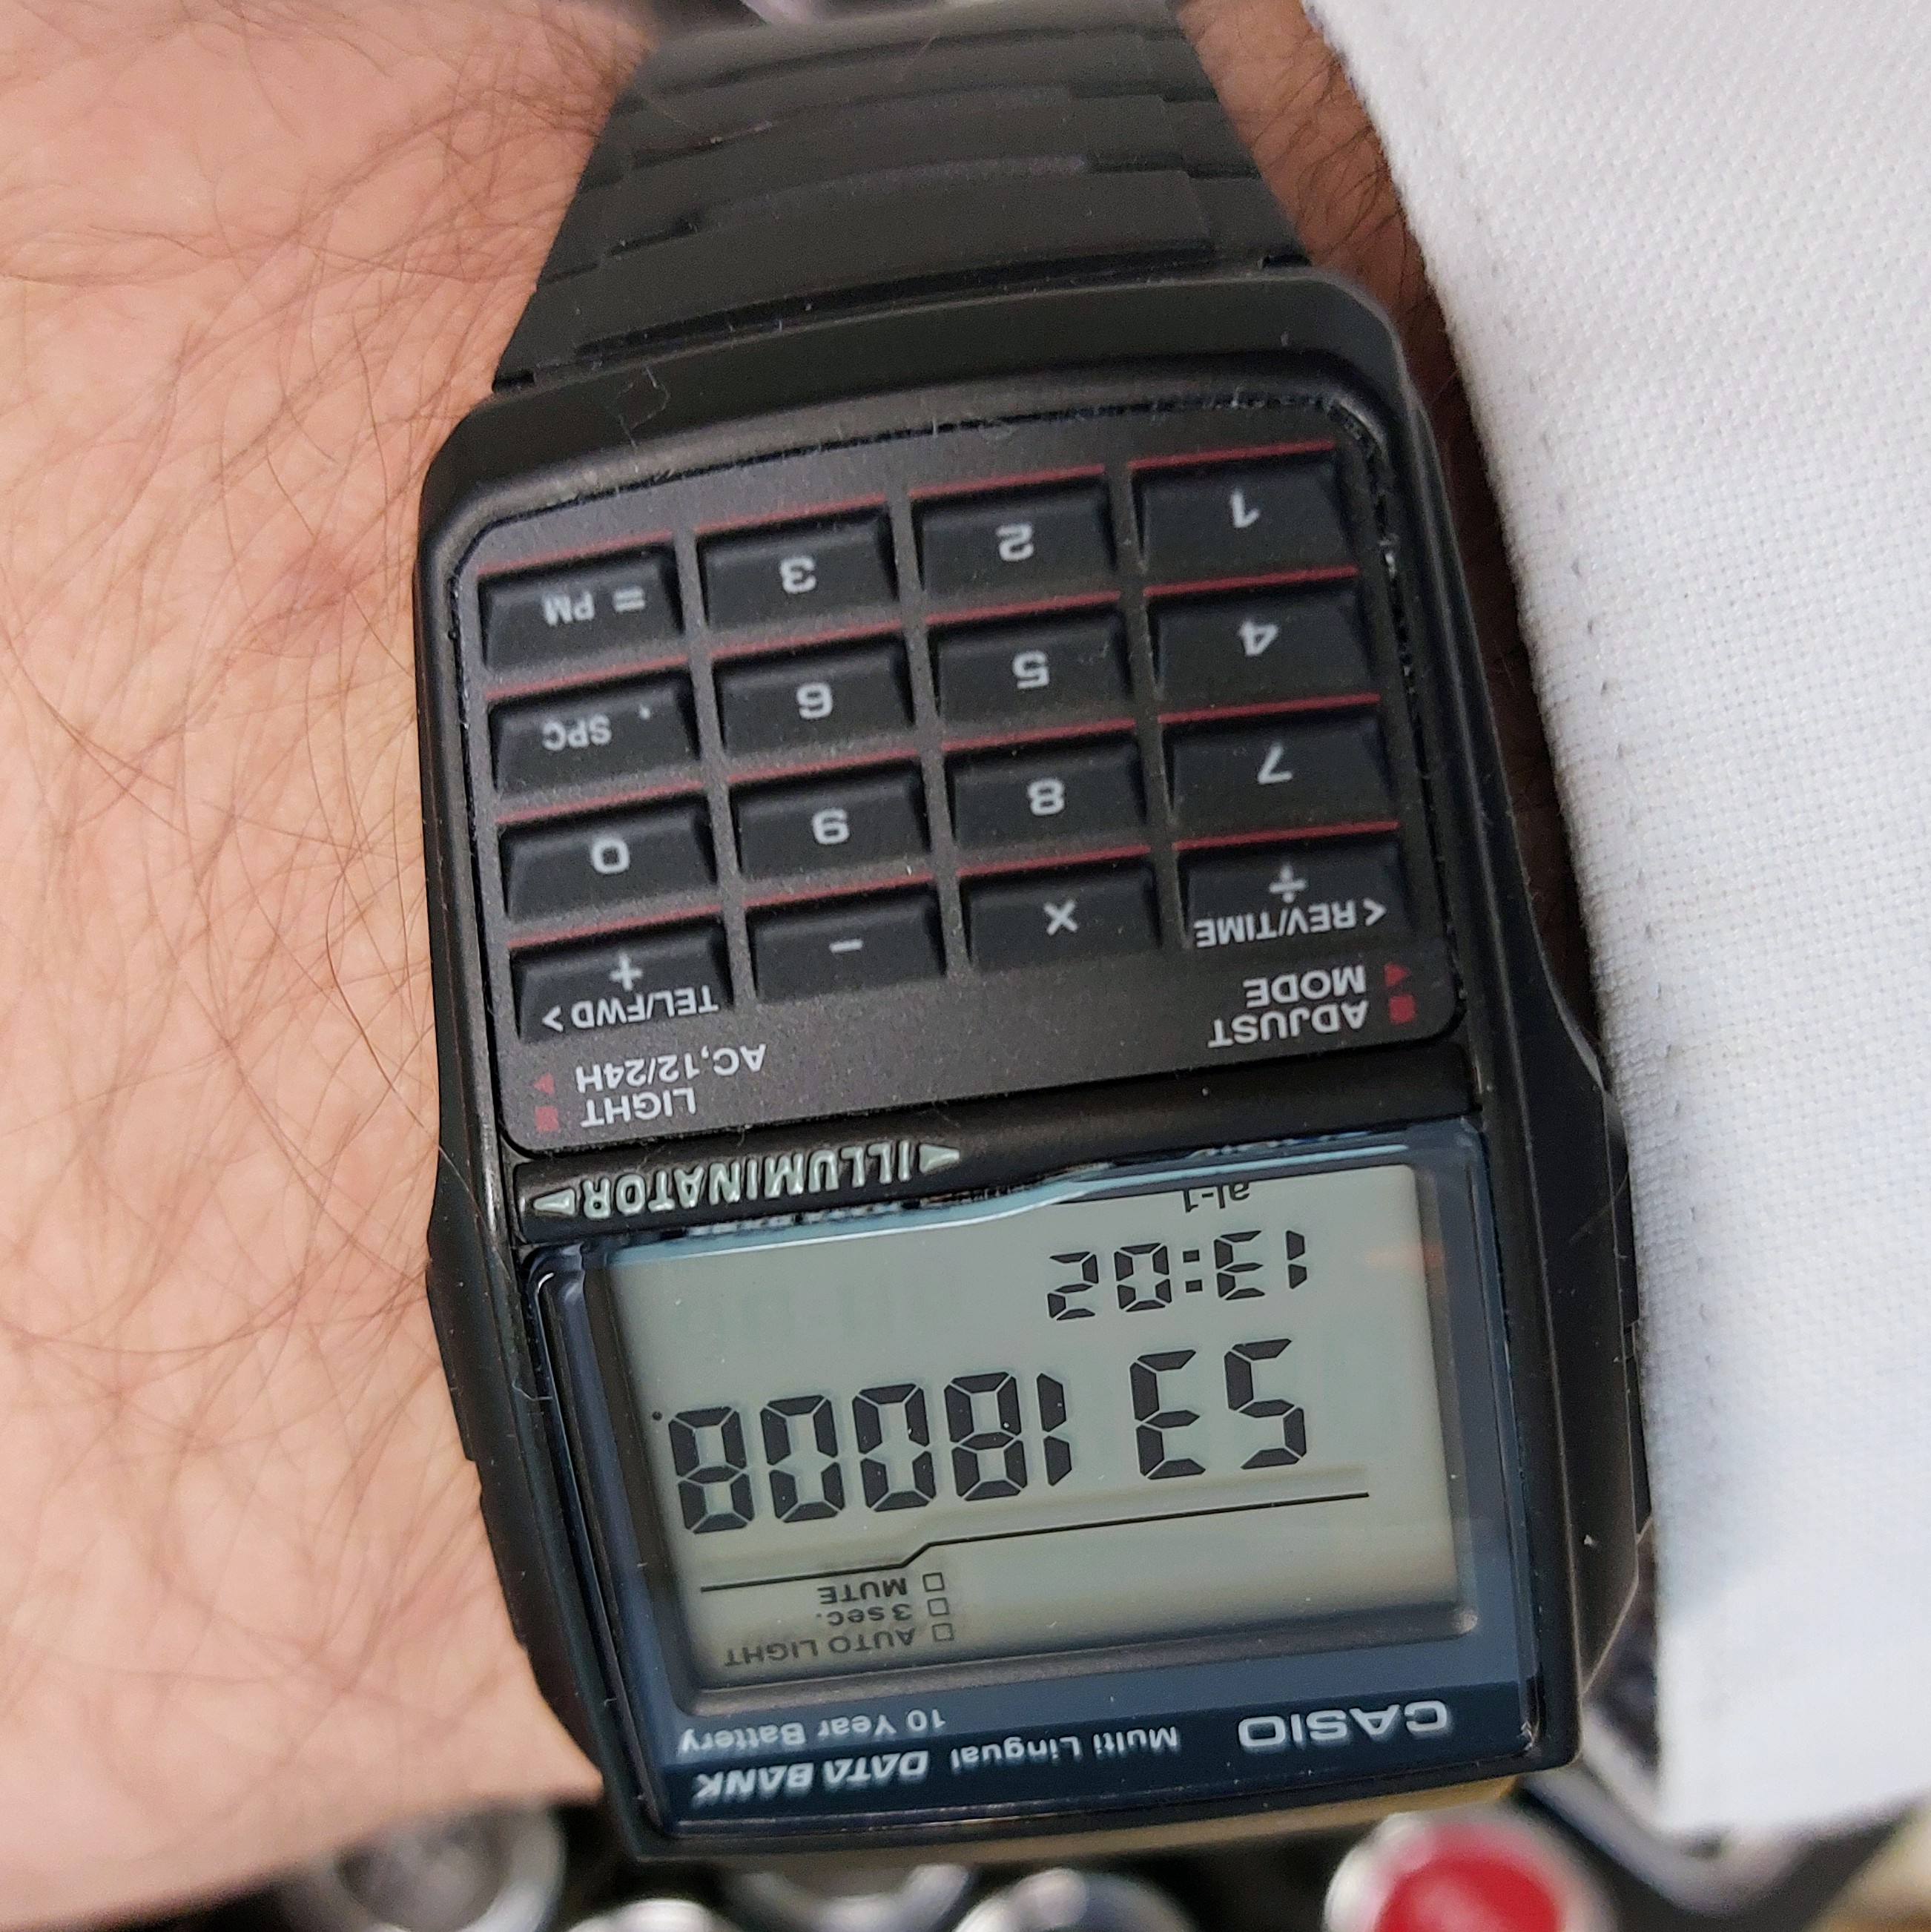 CASIO Multi Lingual DATA BANK
10 Year Battery
AUTO LIGHT
3 sec.
MUTE
5318008.
13:02
al-1
ILLUMINATOR
ADJUST LIGHT
MODE AC,12/24H
< REV/TIME TEL/FWD >
÷ × − +
7 8 9 0
4 5 6 . SPC
1 2 3 = PM